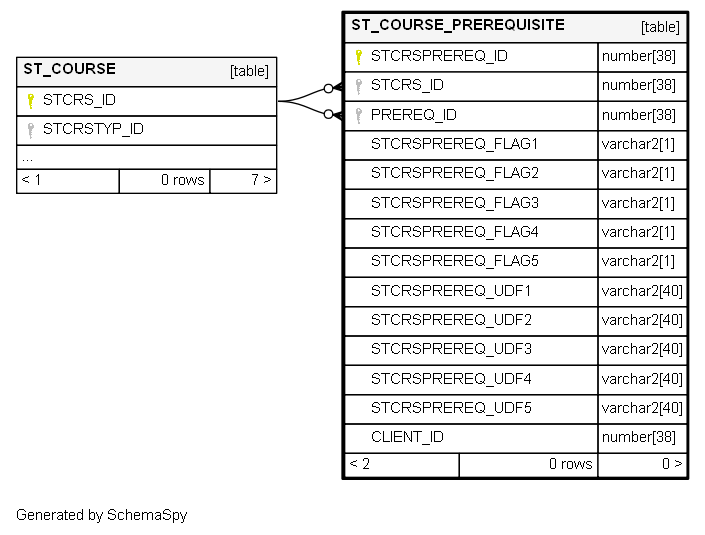 ST_COURSE [table]
STCRS_ID
STCRSTYP_ID
...
< 1 0 rows 7 >
ST_COURSE_PREREQUISITE [table]
STCRSPREREQ_ID number[38]
STCRS_ID number[38]
PREREQ_ID number[38]
STCRSPREREQ_FLAG1 varchar2[1]
STCRSPREREQ_FLAG2 varchar2[1]
STCRSPREREQ_FLAG3 varchar2[1]
STCRSPREREQ_FLAG4 varchar2[1]
STCRSPREREQ_FLAG5 varchar2[1]
STCRSPREREQ_UDF1 varchar2[40]
STCRSPREREQ_UDF2 varchar2[40]
STCRSPREREQ_UDF3 varchar2[40]
STCRSPREREQ_UDF4 varchar2[40]
STCRSPREREQ_UDF5 varchar2[40]
CLIENT_ID number[38]
< 2 0 rows 0 >
Generated by SchemaSpy